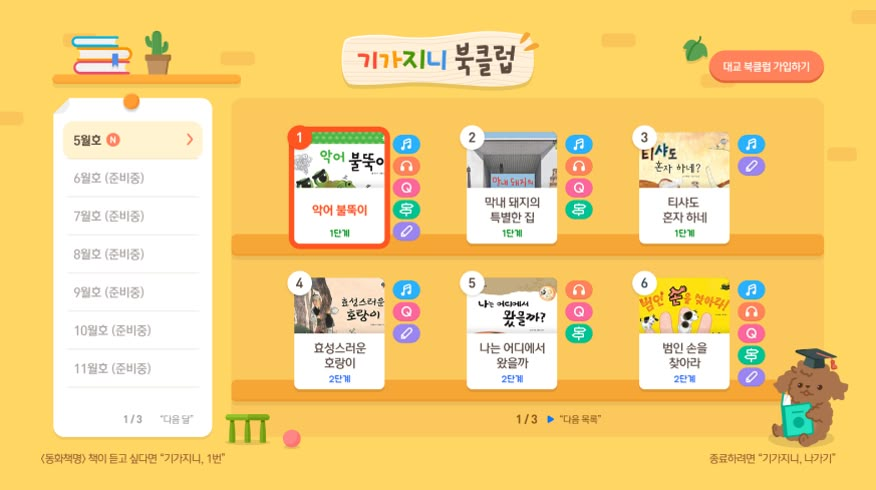 기가지니 북클럽
대교 북클럽 가입하기
5월호 N
6월호 (준비중)
7월호 (준비중)
8월호 (준비중)
9월호 (준비중)
10월호 (준비중)
11월호 (준비중)
1 / 3 “다음 달”
1
악어 불뚝이
Q
악어 불뚝이
1단계
2
막내 돼지의
Q
막내 돼지의
특별한 집
1단계
3
티샤도
혼자 하네?
티샤도
혼자 하네
1단계
4
효성스러운
호랑이
Q
효성스러운
호랑이
2단계
5
나는 어디에서
왔을까?
Q
나는 어디에서
왔을까
2단계
6
범인 손을 찾아라!
Q
범인 손을
찾아라
2단계
1 / 3 ▶ “다음 목록”
〈동화책명〉 책이 듣고 싶다면 “기가지니, 1번”
종료하려면 “기가지니, 나가기”